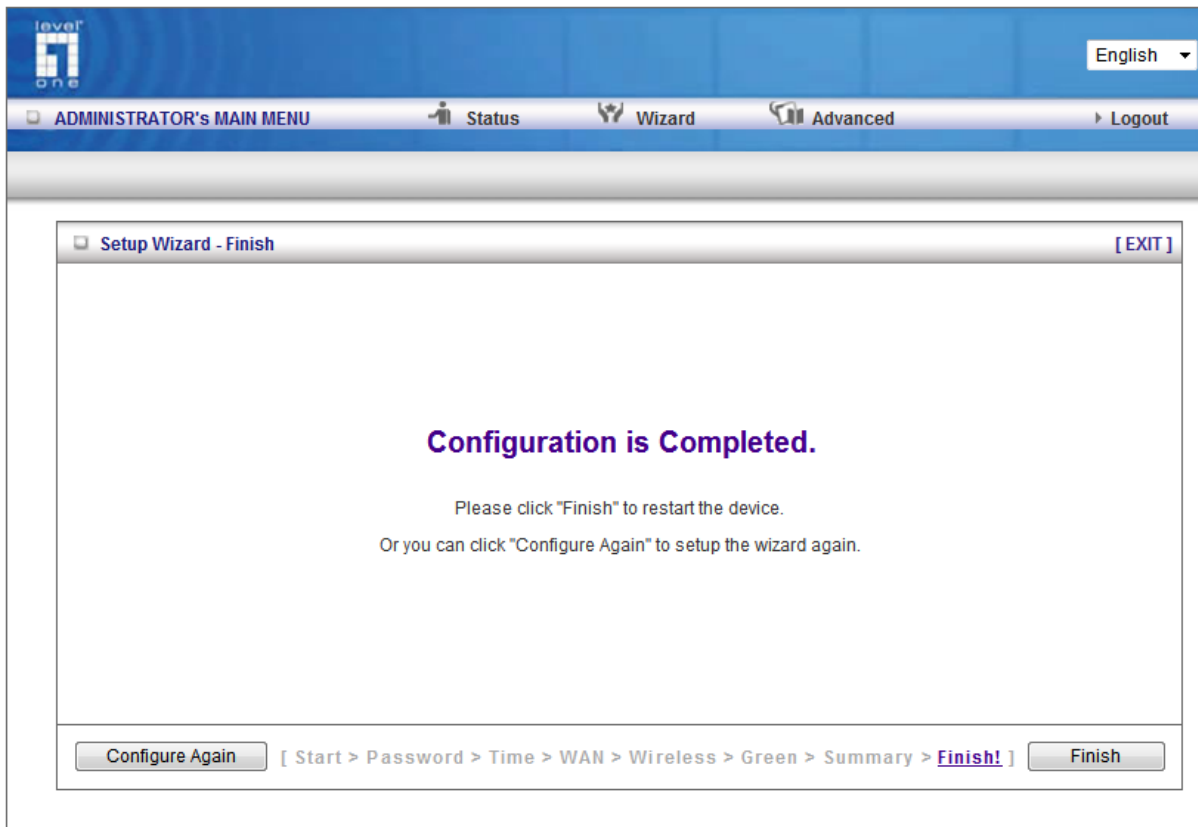 level
one
English
ADMINISTRATOR's MAIN MENU Status Wizard Advanced Logout
Setup Wizard - Finish [ EXIT ]
Configuration is Completed.
Please click "Finish" to restart the device.
Or you can click "Configure Again" to setup the wizard again.
Configure Again [ Start > Password > Time > WAN > Wireless > Green > Summary > Finish! ] Finish